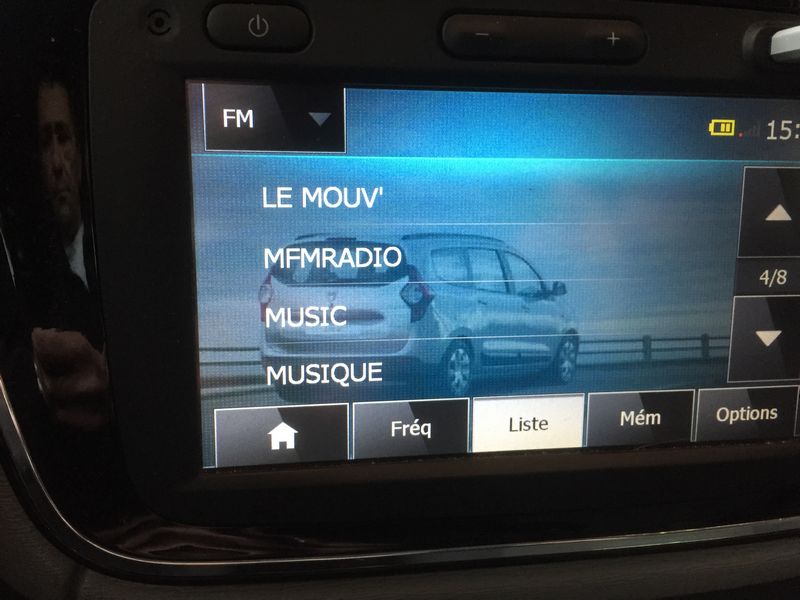 FM
15:
LE MOUV'
MFMRADIO
4/8
MUSIC
MUSIQUE
Fréq
Liste
Mém
Options